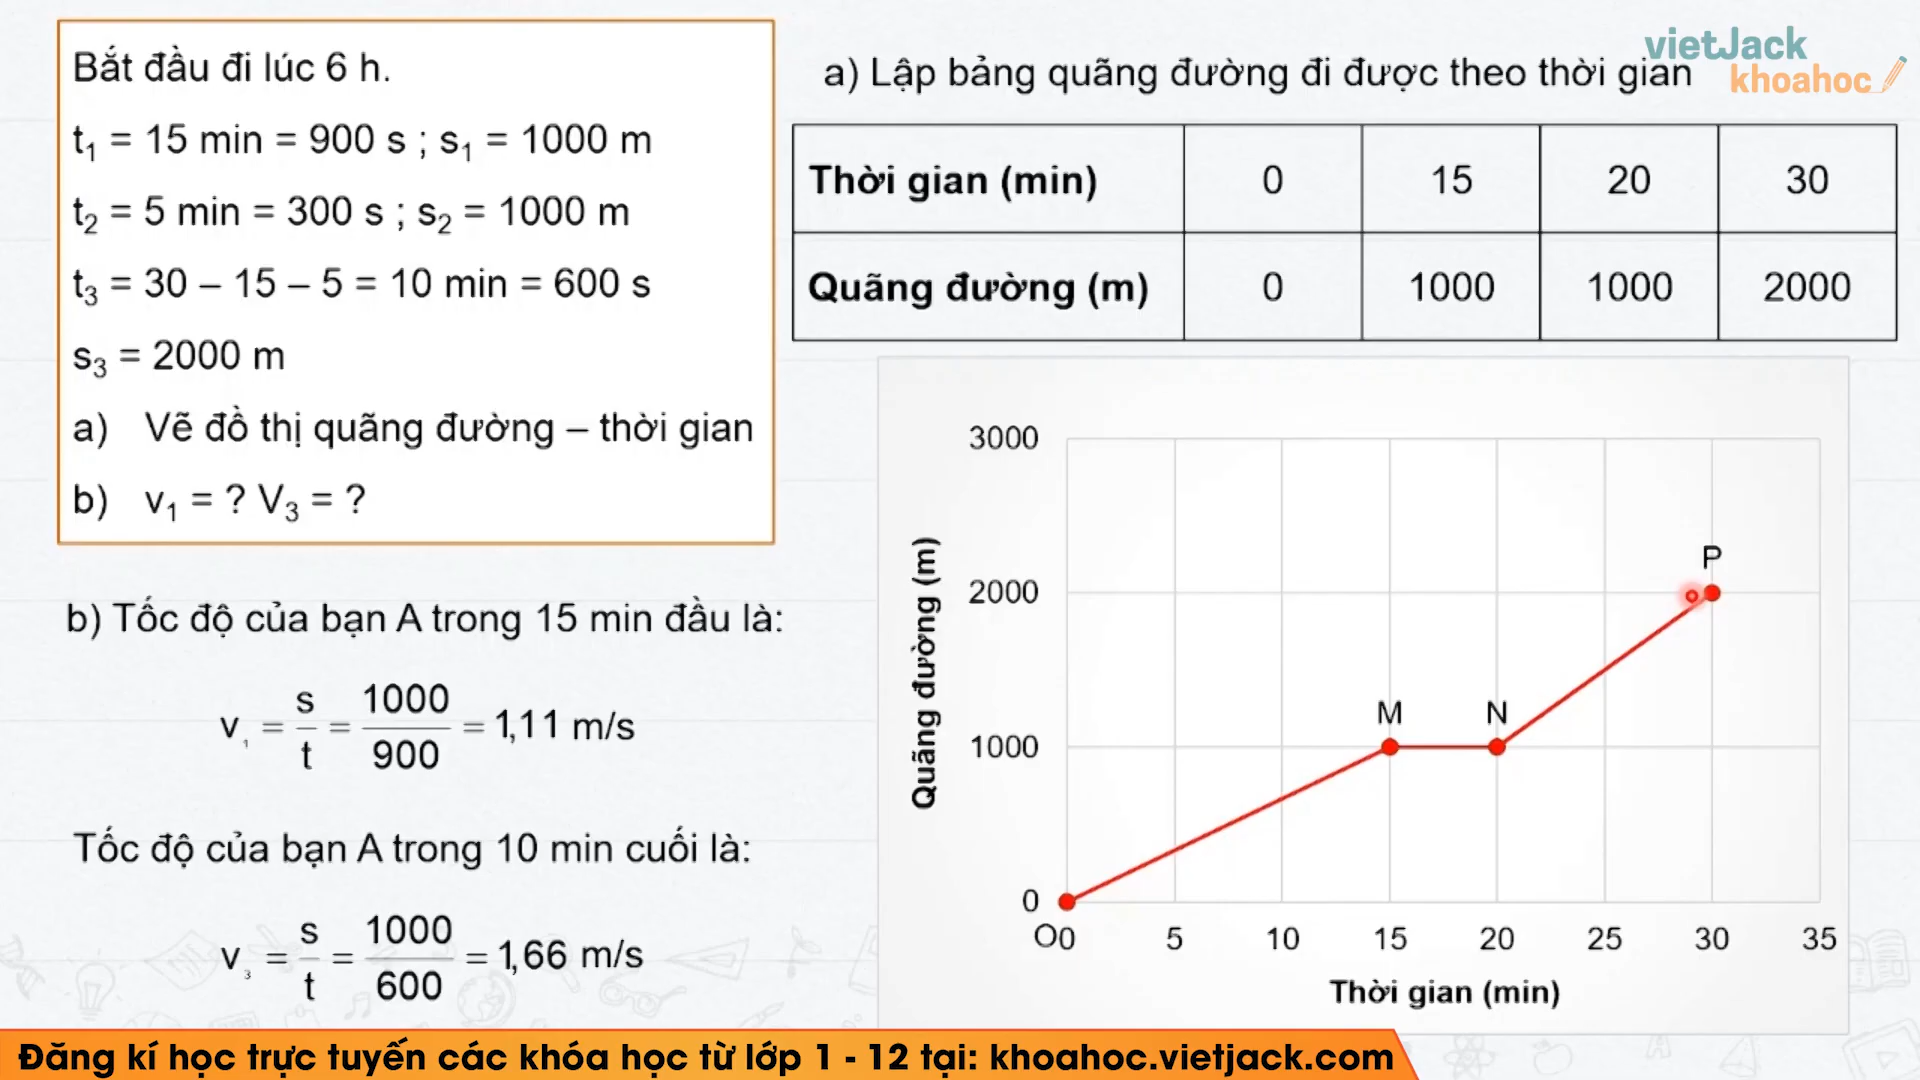 Bắt đầu đi lúc 6 h.
t₁ = 15 min = 900 s ; s₁ = 1000 m
t₂ = 5 min = 300 s ; s₂ = 1000 m
t₃ = 30 – 15 – 5 = 10 min = 600 s
s₃ = 2000 m
a) Vẽ đồ thị quãng đường – thời gian
b) v₁ = ? V₃ = ?
b) Tốc độ của bạn A trong 15 min đầu là:
v₁ = s/t = 1000/900 = 1,11 m/s
Tốc độ của bạn A trong 10 min cuối là:
v₃ = s/t = 1000/600 = 1,66 m/s
vietJack
khoahoc
a) Lập bảng quãng đường đi được theo thời gian
Thời gian (min) 0 15 20 30
Quãng đường (m) 0 1000 1000 2000
Quãng đường (m)
3000
2000
1000
0
P
M N
O0 5 10 15 20 25 30 35
Thời gian (min)
Đăng kí học trực tuyến các khóa học từ lớp 1 - 12 tại: khoahoc.vietjack.com